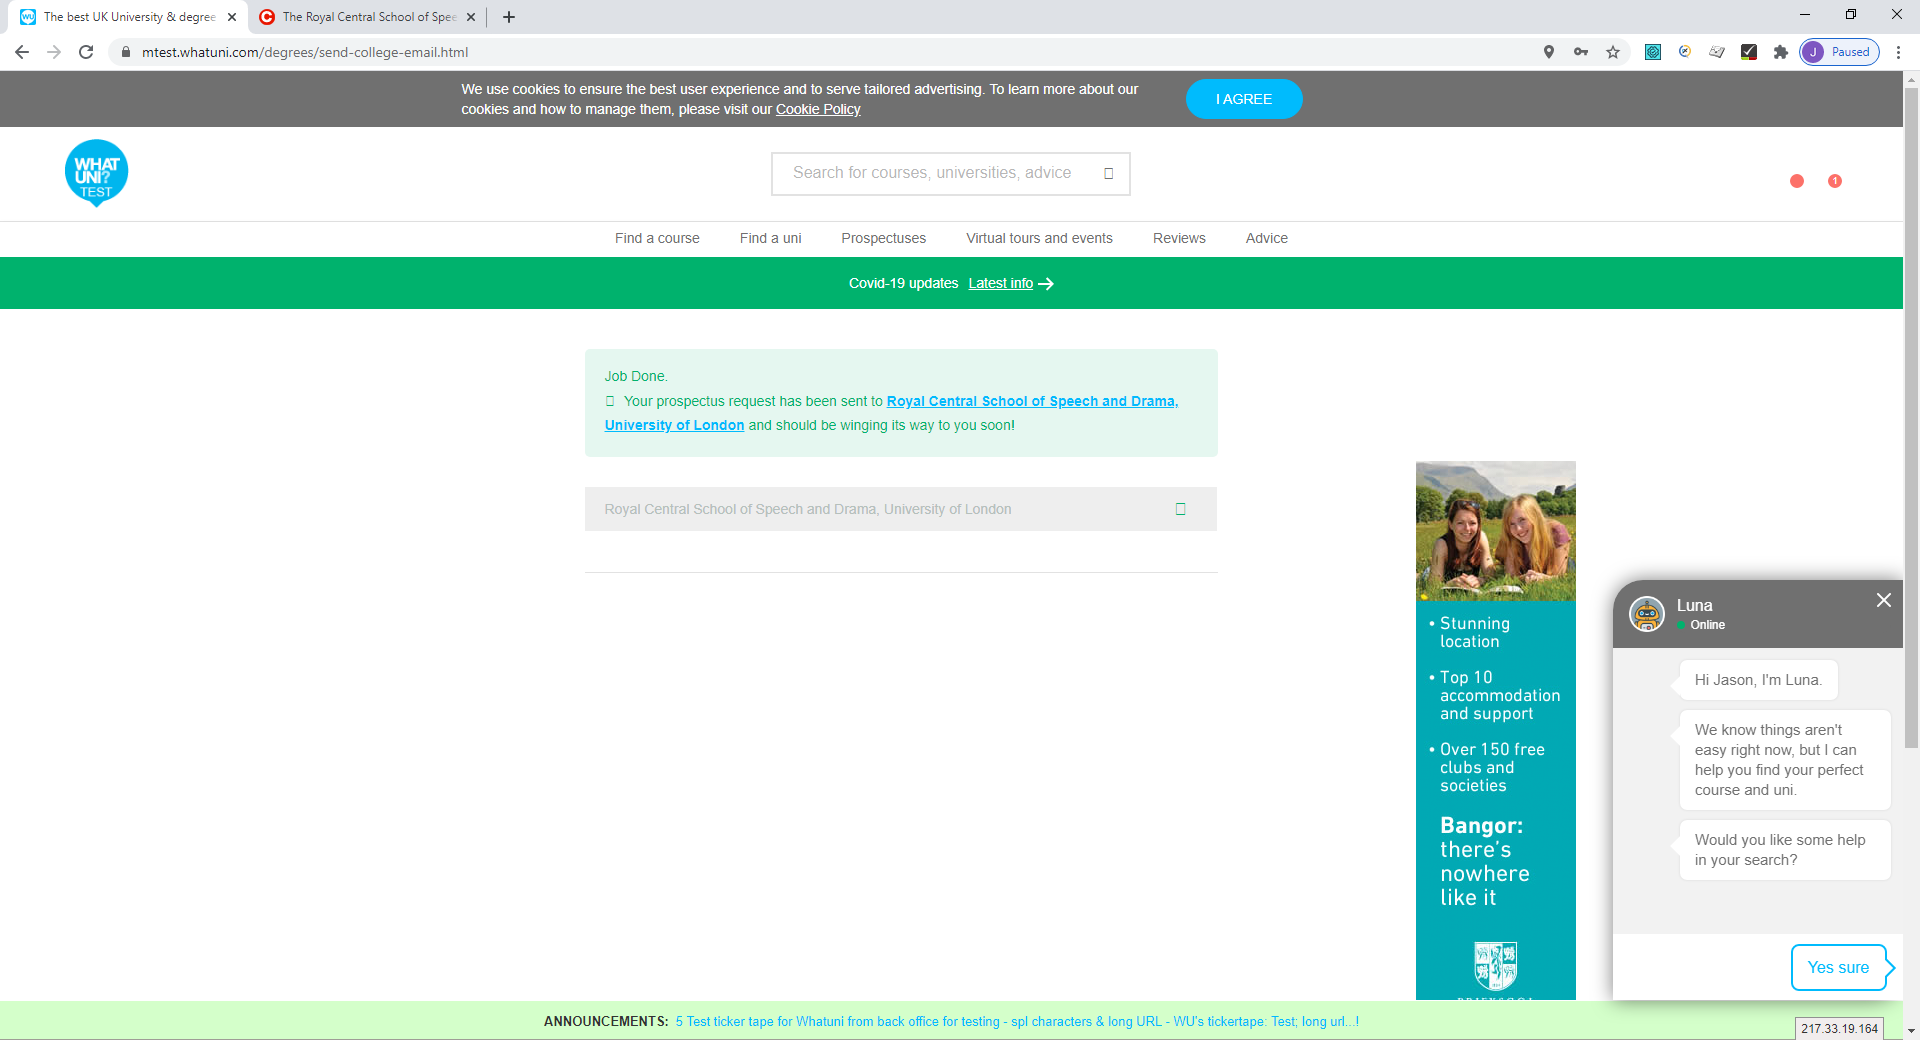 The best UK University & degree
The Royal Central School of Spee
mtest.whatuni.com/degrees/send-college-email.html
J Paused
We use cookies to ensure the best user experience and to serve tailored advertising. To learn more about our
cookies and how to manage them, please visit our Cookie Policy
I AGREE
WHAT
UNI?
TEST
Search for courses, universities, advice
1
Find a course
Find a uni
Prospectuses
Virtual tours and events
Reviews
Advice
Covid-19 updates Latest info
Job Done.
Your prospectus request has been sent to Royal Central School of Speech and Drama,
University of London and should be winging its way to you soon!
Royal Central School of Speech and Drama, University of London
• Stunning
location
• Top 10
accommodation
and support
• Over 150 free
clubs and
societies
Bangor:
there's
nowhere
like it
Luna
Online
Hi Jason, I'm Luna.
We know things aren't
easy right now, but I can
help you find your perfect
course and uni.
Would you like some help
in your search?
Yes sure
ANNOUNCEMENTS: 5 Test ticker tape for Whatuni from back office for testing - spl characters & long URL - WU's tickertape: Test; long url...!
217.33.19.164